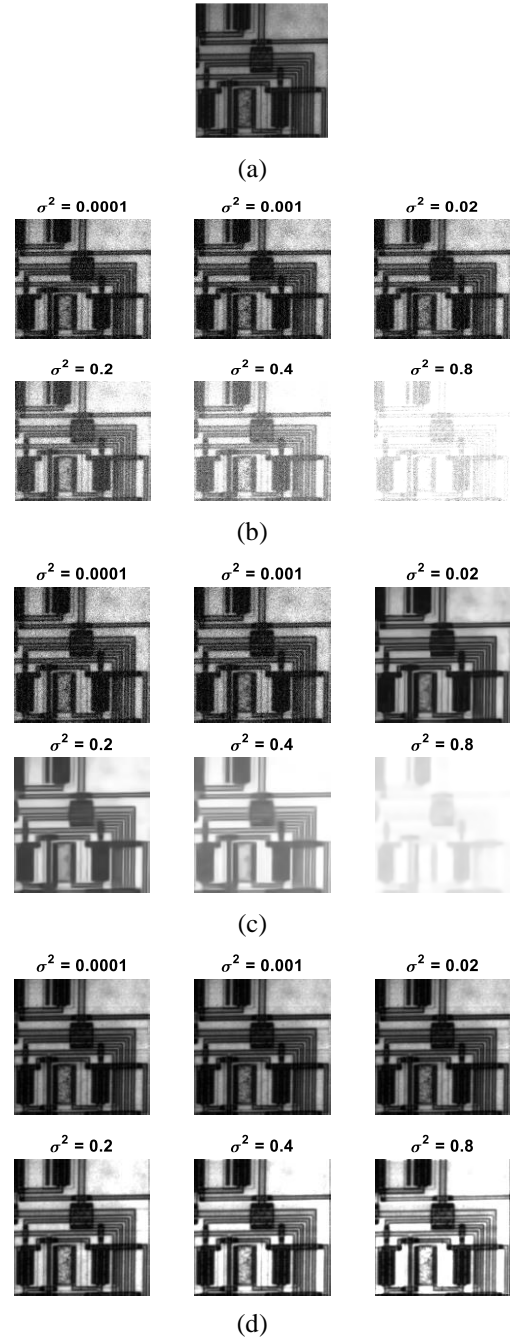 (a)
σ² = 0.0001 σ² = 0.001 σ² = 0.02
σ² = 0.2 σ² = 0.4 σ² = 0.8
(b)
σ² = 0.0001 σ² = 0.001 σ² = 0.02
σ² = 0.2 σ² = 0.4 σ² = 0.8
(c)
σ² = 0.0001 σ² = 0.001 σ² = 0.02
σ² = 0.2 σ² = 0.4 σ² = 0.8
(d)